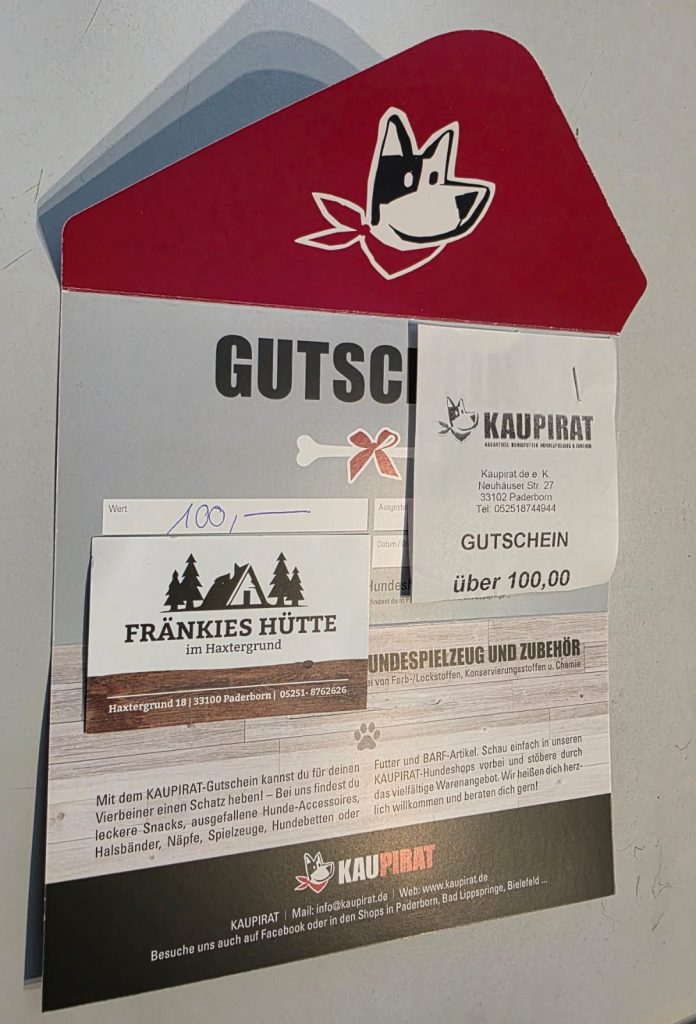 GUTSC
Wert
100,—
Ausgeste
Datum/
KAUPIRAT
Kaupirat.de e K.
Neuhäuser Str. 27
33102 Paderborn
Tel: 052518744944
GUTSCHEIN
über 100,00
FRÄNKIES HÜTTE
im Haxtergrund
Haxtergrund 18 | 33100 Paderborn | 05251- 8762626
UNDESPIELZEUG UND ZUBEHÖR
ei von Farb-/Lockstoffen, Konservierungsstoffen u. Chemie
Mit dem KAUPIRAT-Gutschein kannst du für deinen
Vierbeiner einen Schatz heben! – Bei uns findest du
leckere Snacks, ausgefallene Hunde-Accessoires,
Halsbänder, Näpfe, Spielzeuge, Hundebetten oder
Futter und BARF-Artikel. Schau einfach in unseren
KAUPIRAT-Hundeshops vorbei und stöbere durch
das vielfältige Warenangebot. Wir heißen dich herz-
lich willkommen und beraten dich gern!
KAUPIRAT
KAUPIRAT | Mail: info@kaupirat.de | Web: www.kaupirat.de
Besuche uns auch auf Facebook oder in den Shops in Paderborn, Bad Lippspringe, Bielefeld ...